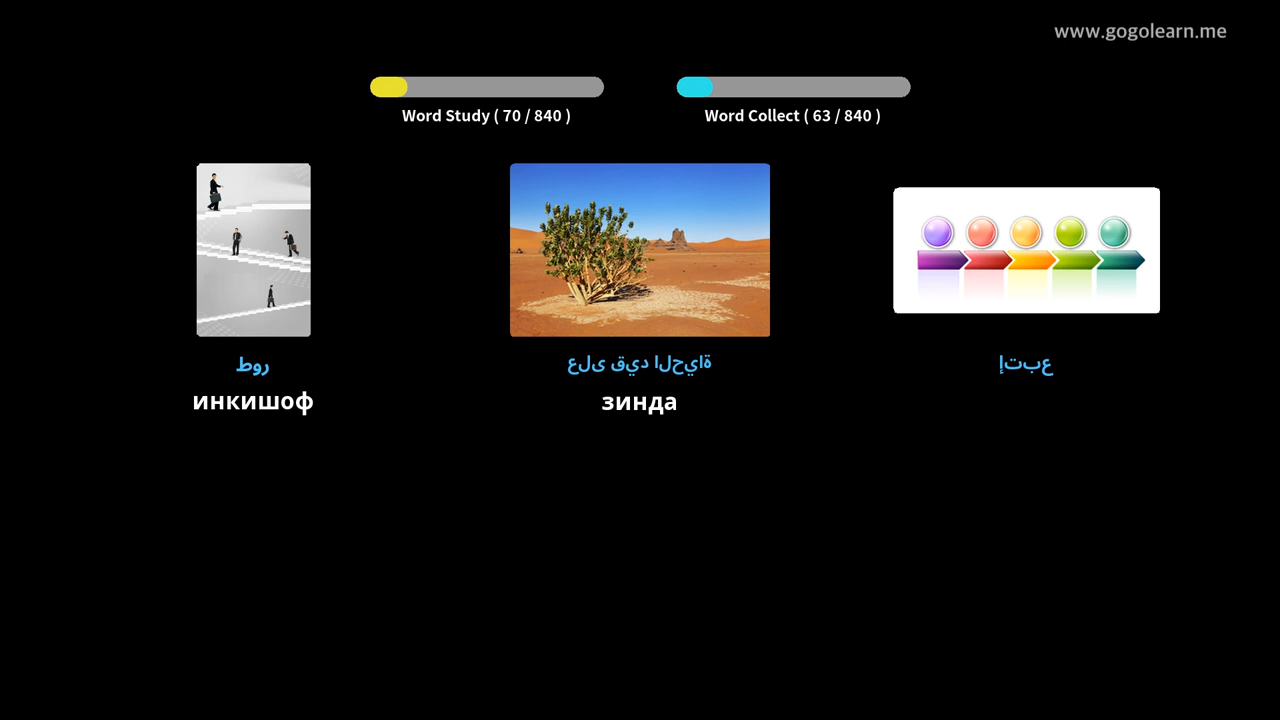 www.gogolearn.me
Word Study ( 70 / 840 )
Word Collect ( 63 / 840 )
طور
على قيد الحياة
إتبع
инкишоф
зинда